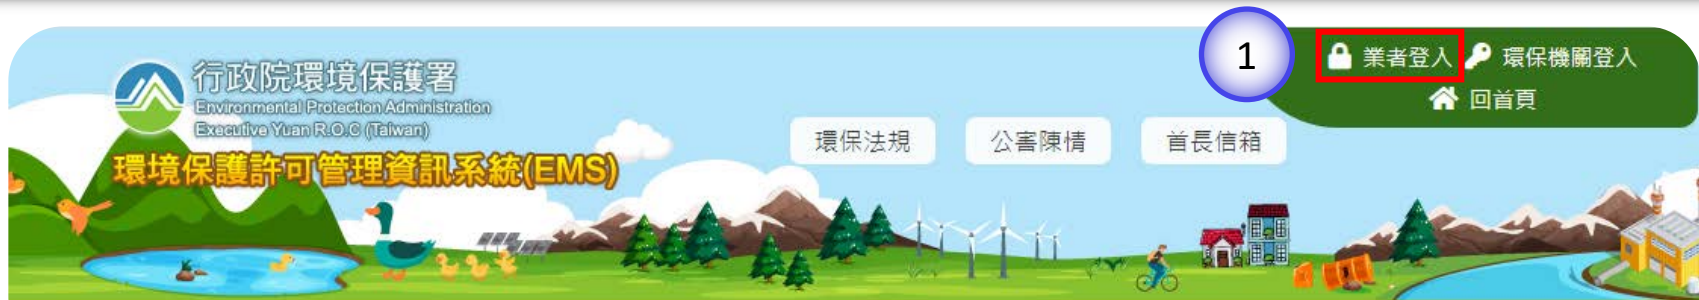 1
業者登入 環保機關登入
回首頁
行政院環境保護署
Environmental Protection Administration
Executive Yuan R.O.C (Taiwan)
環境保護許可管理資訊系統(EMS)
環保法規 公害陳情 首長信箱